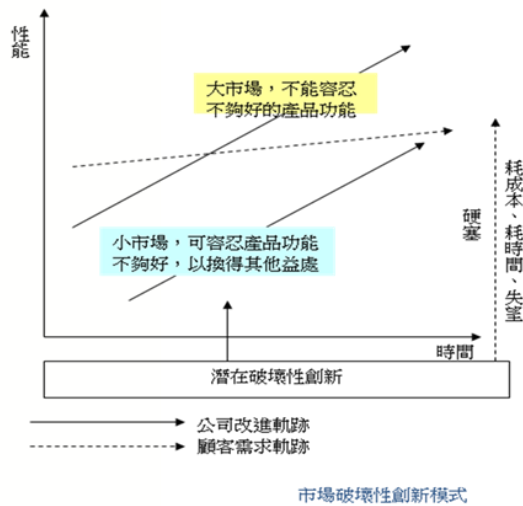 性能
大市場，不能容忍
不夠好的產品功能
小市場，可容忍產品功能
不夠好，以換得其他益處
硬塞
耗成本、耗時間、失望
時間
潛在破壞性創新
公司改進軌跡
顧客需求軌跡
市場破壞性創新模式